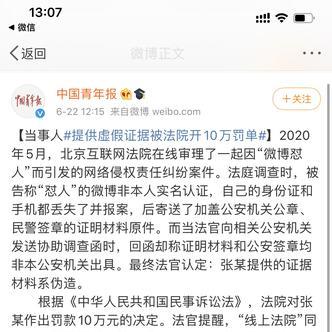 13:07
微信
返回
微博正文
中国青年报
6-22 12:15 来自微博 weibo.com
+关注
【当事人#提供虚假证据被法院开10万罚单#】2020
年5月，北京互联网法院在线审理了一起因“微博怼
人”而引发的网络侵权责任纠纷案件。法庭调查时，被
告称“怼人”的微博非本人实名认证，自己的身份证和
手机都丢失了并报案，后寄送了加盖公安机关公章、
民警签章的证明材料原件。而当法官向相关公安机关
发送协助调查函时，回函却称证明材料和公安签章均
非本公安机关出具。最终法官认定：张某提供的证据
材料系伪造。
根据《中华人民共和国民事诉讼法》，法院对张
某作出罚款10万元的决定。法官提醒，“线上法院”同